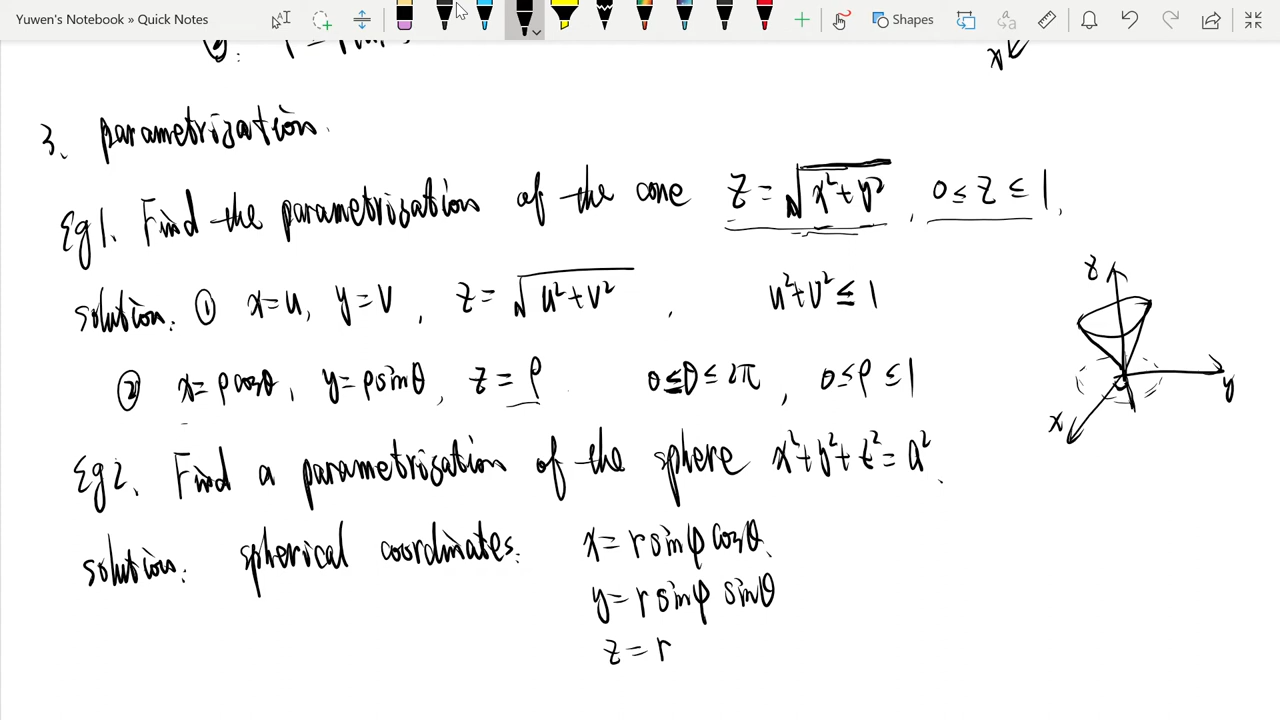 Yuwen's Notebook » Quick Notes
Shapes
x
3. parametrization.
Eg1. Find the parametrization of the cone z = √(x²+y²), 0 ≤ z ≤ 1.
solution: ① x=u, y=v, z = √(u²+v²), u²+v² ≤ 1
② x=ρcosθ, y=ρsinθ, z=ρ 0≤θ≤2π, 0≤ρ≤1
z
y
x
Eg2. Find a parametrization of the sphere x²+y²+z²=a².
solution: spherical coordinates: x = r sinφ cosθ.
y = r sinφ sinθ
z = r